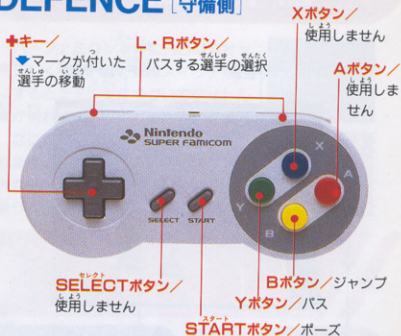 DEFENCE [守備側]
Xボタン/
使用しません
L・Rボタン/
パスする選手の選択
✚キー/
▼マークが付いた
選手の移動
Aボタン/
使用しま
せん
Nintendo
SUPER FAMICOM
X
A
Y
B
SELECT
START
SELECTボタン/
使用しません
Bボタン/ジャンプ
Yボタン/パス
STARTボタン/ポーズ